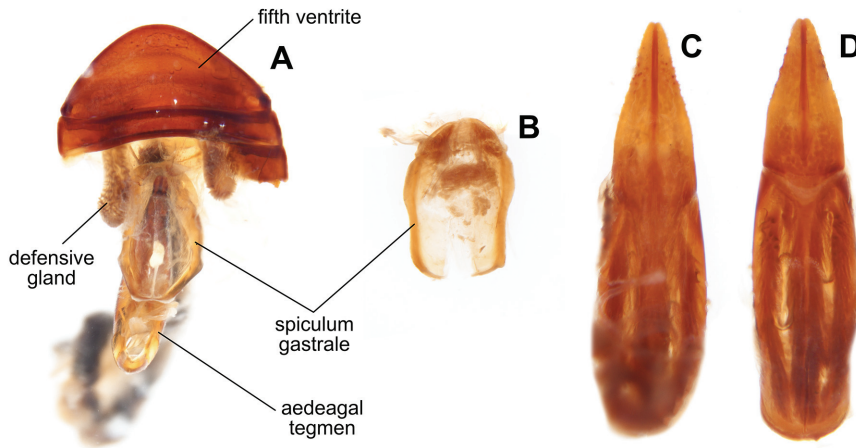 fifth ventrite
A
B
C
D
defensive
gland
spiculum
gastrale
aedeagal
tegmen